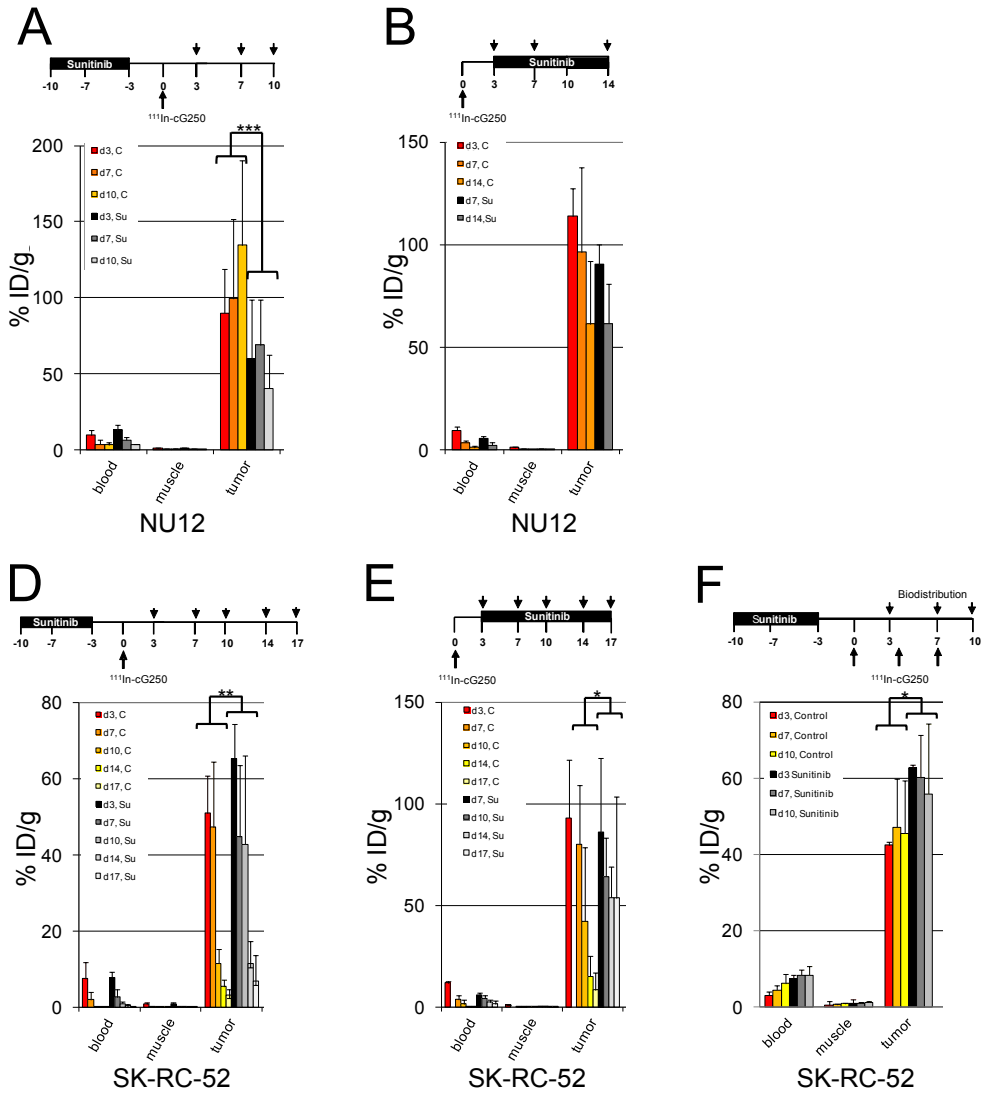 A
Sunitinib
-10 -7 -3 0 3 7 10
111In-cG250
***
200
150
100
50
0
% ID/g
d3, C
d7, C
d10, C
d3, Su
d7, Su
d10, Su
blood muscle tumor
NU12
B
Sunitinib
0 3 7 10 14
111In-cG250
150
100
50
0
% ID/g
d3, C
d7, C
d14, C
d7, Su
d14,Su
blood muscle tumor
NU12
D
Sunitinib
-10 -7 -3 0 3 7 10 14 17
111In-cG250
**
80
60
40
20
0
% ID/g
d3, C
d7, C
d10, C
d14, C
d17, C
d3, Su
d7, Su
d10, Su
d14, Su
d17, Su
blood muscle tumor
SK-RC-52
E
Sunitinib
0 3 7 10 14 17
111In-cG250
*
150
100
50
0
% ID/g
d3, C
d7, C
d10, C
d14, C
d17, C
d7, Su
d10, Su
d14, Su
d17, Su
blood muscle tumor
SK-RC-52
F
Biodistribution
Sunitinib
-10 -7 -3 0 3 7 10
111In-cG250
*
80
60
40
20
0
% ID/g
d3, Control
d7, Control
d10, Control
d3 Sunitinib
d7, Sunitinib
d10, Sunitinib
blood muscle tumor
SK-RC-52